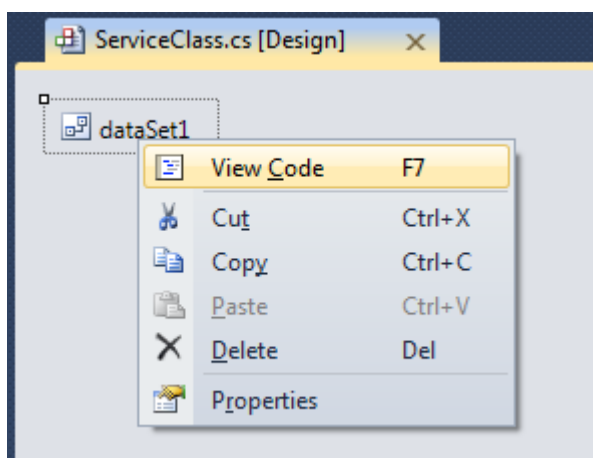 ServiceClass.cs [Design]
dataSet1
View Code F7
Cut Ctrl+X
Copy Ctrl+C
Paste Ctrl+V
Delete Del
Properties